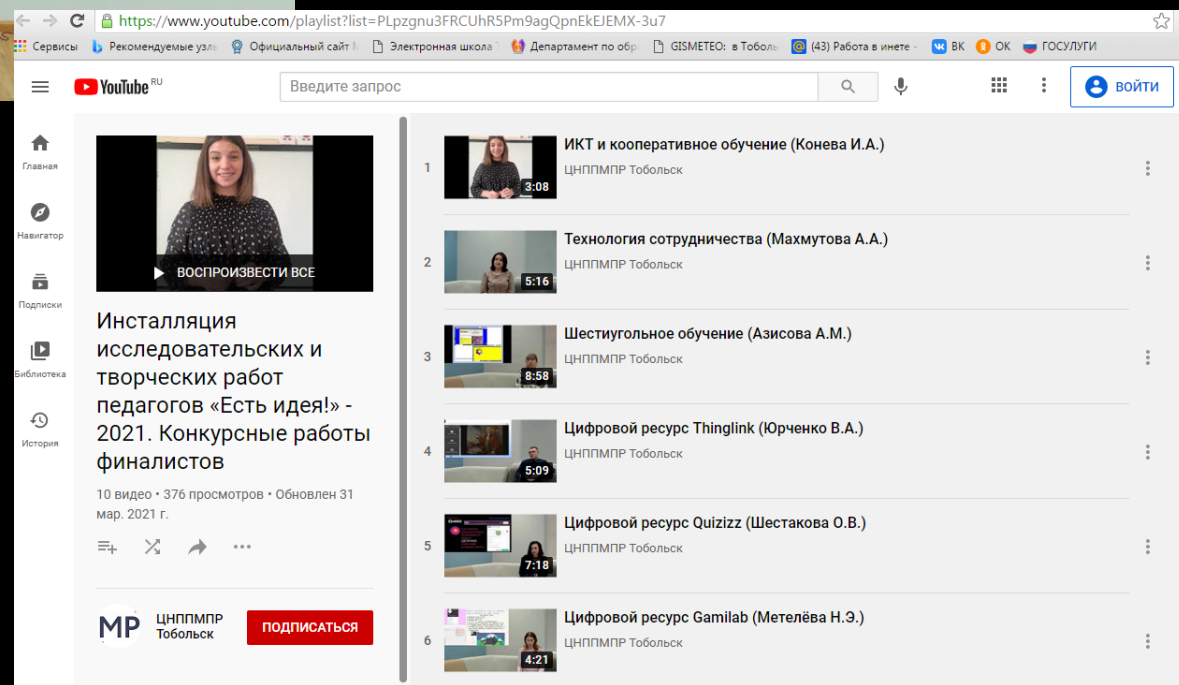 https://www.youtube.com/playlist?list=PLpzgnu3FRCUhR5Pm9agQpnEkEJEMX-3u7
Сервисы Рекомендуемые узл Официальный сайт М Электронная школа Т Департамент по обр GISMETEO: в Тоболь (43) Работа в инете - ВК ОК ГОСУЛУГИ
YouTube RU
Введите запрос
ВОЙТИ
Главная
Навигатор
Подписки
Библиотека
История
ВОСПРОИЗВЕСТИ ВСЕ
Инсталляция
исследовательских и
творческих работ
педагогов «Есть идея!» -
2021. Конкурсные работы
финалистов
10 видео • 376 просмотров • Обновлен 31
мар. 2021 г.
МР
ЦНППМПР
Тобольск
ПОДПИСАТЬСЯ
1
3:08
ИКТ и кооперативное обучение (Конева И.А.)
ЦНППМПР Тобольск
2
5:16
Технология сотрудничества (Махмутова А.А.)
ЦНППМПР Тобольск
3
8:58
Шестиугольное обучение (Азисова А.М.)
ЦНППМПР Тобольск
4
5:09
Цифровой ресурс Thinglink (Юрченко В.А.)
ЦНППМПР Тобольск
5
7:18
Цифровой ресурс Quizizz (Шестакова О.В.)
ЦНППМПР Тобольск
6
4:21
Цифровой ресурс Gamilab (Метелёва Н.Э.)
ЦНППМПР Тобольск